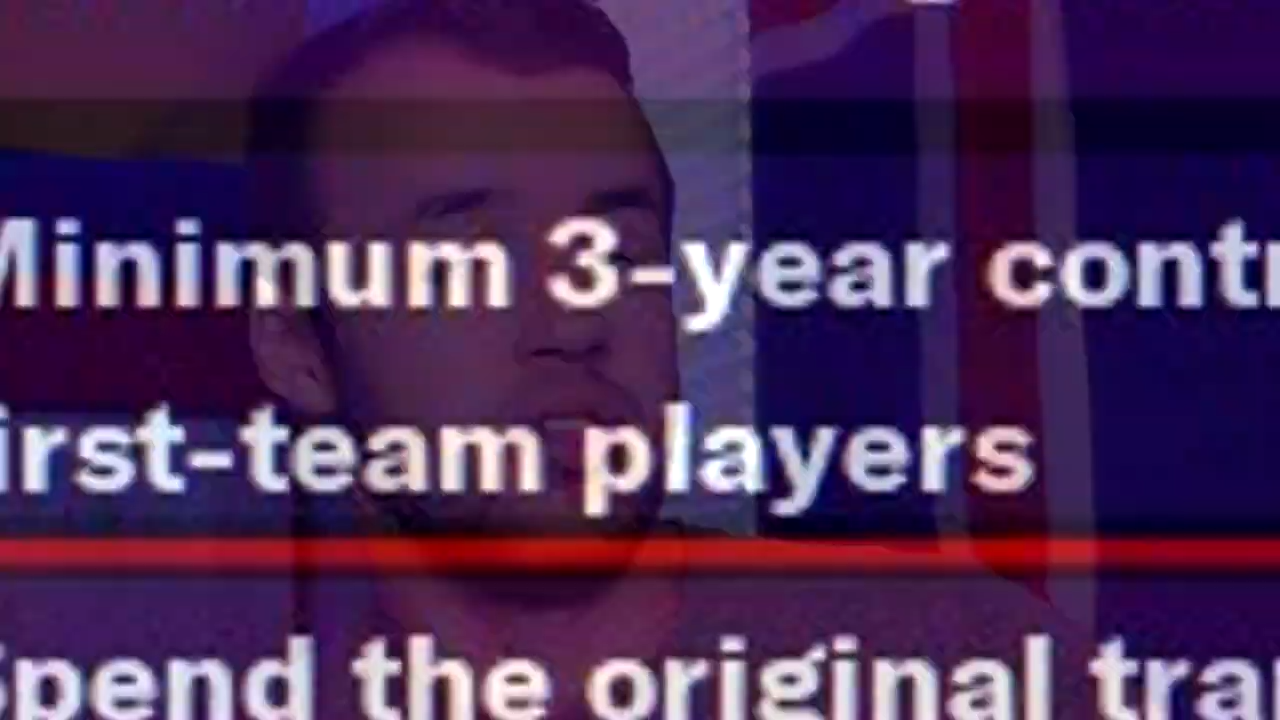 Minimum 3-year contr
irst-team players
Spend the original tra